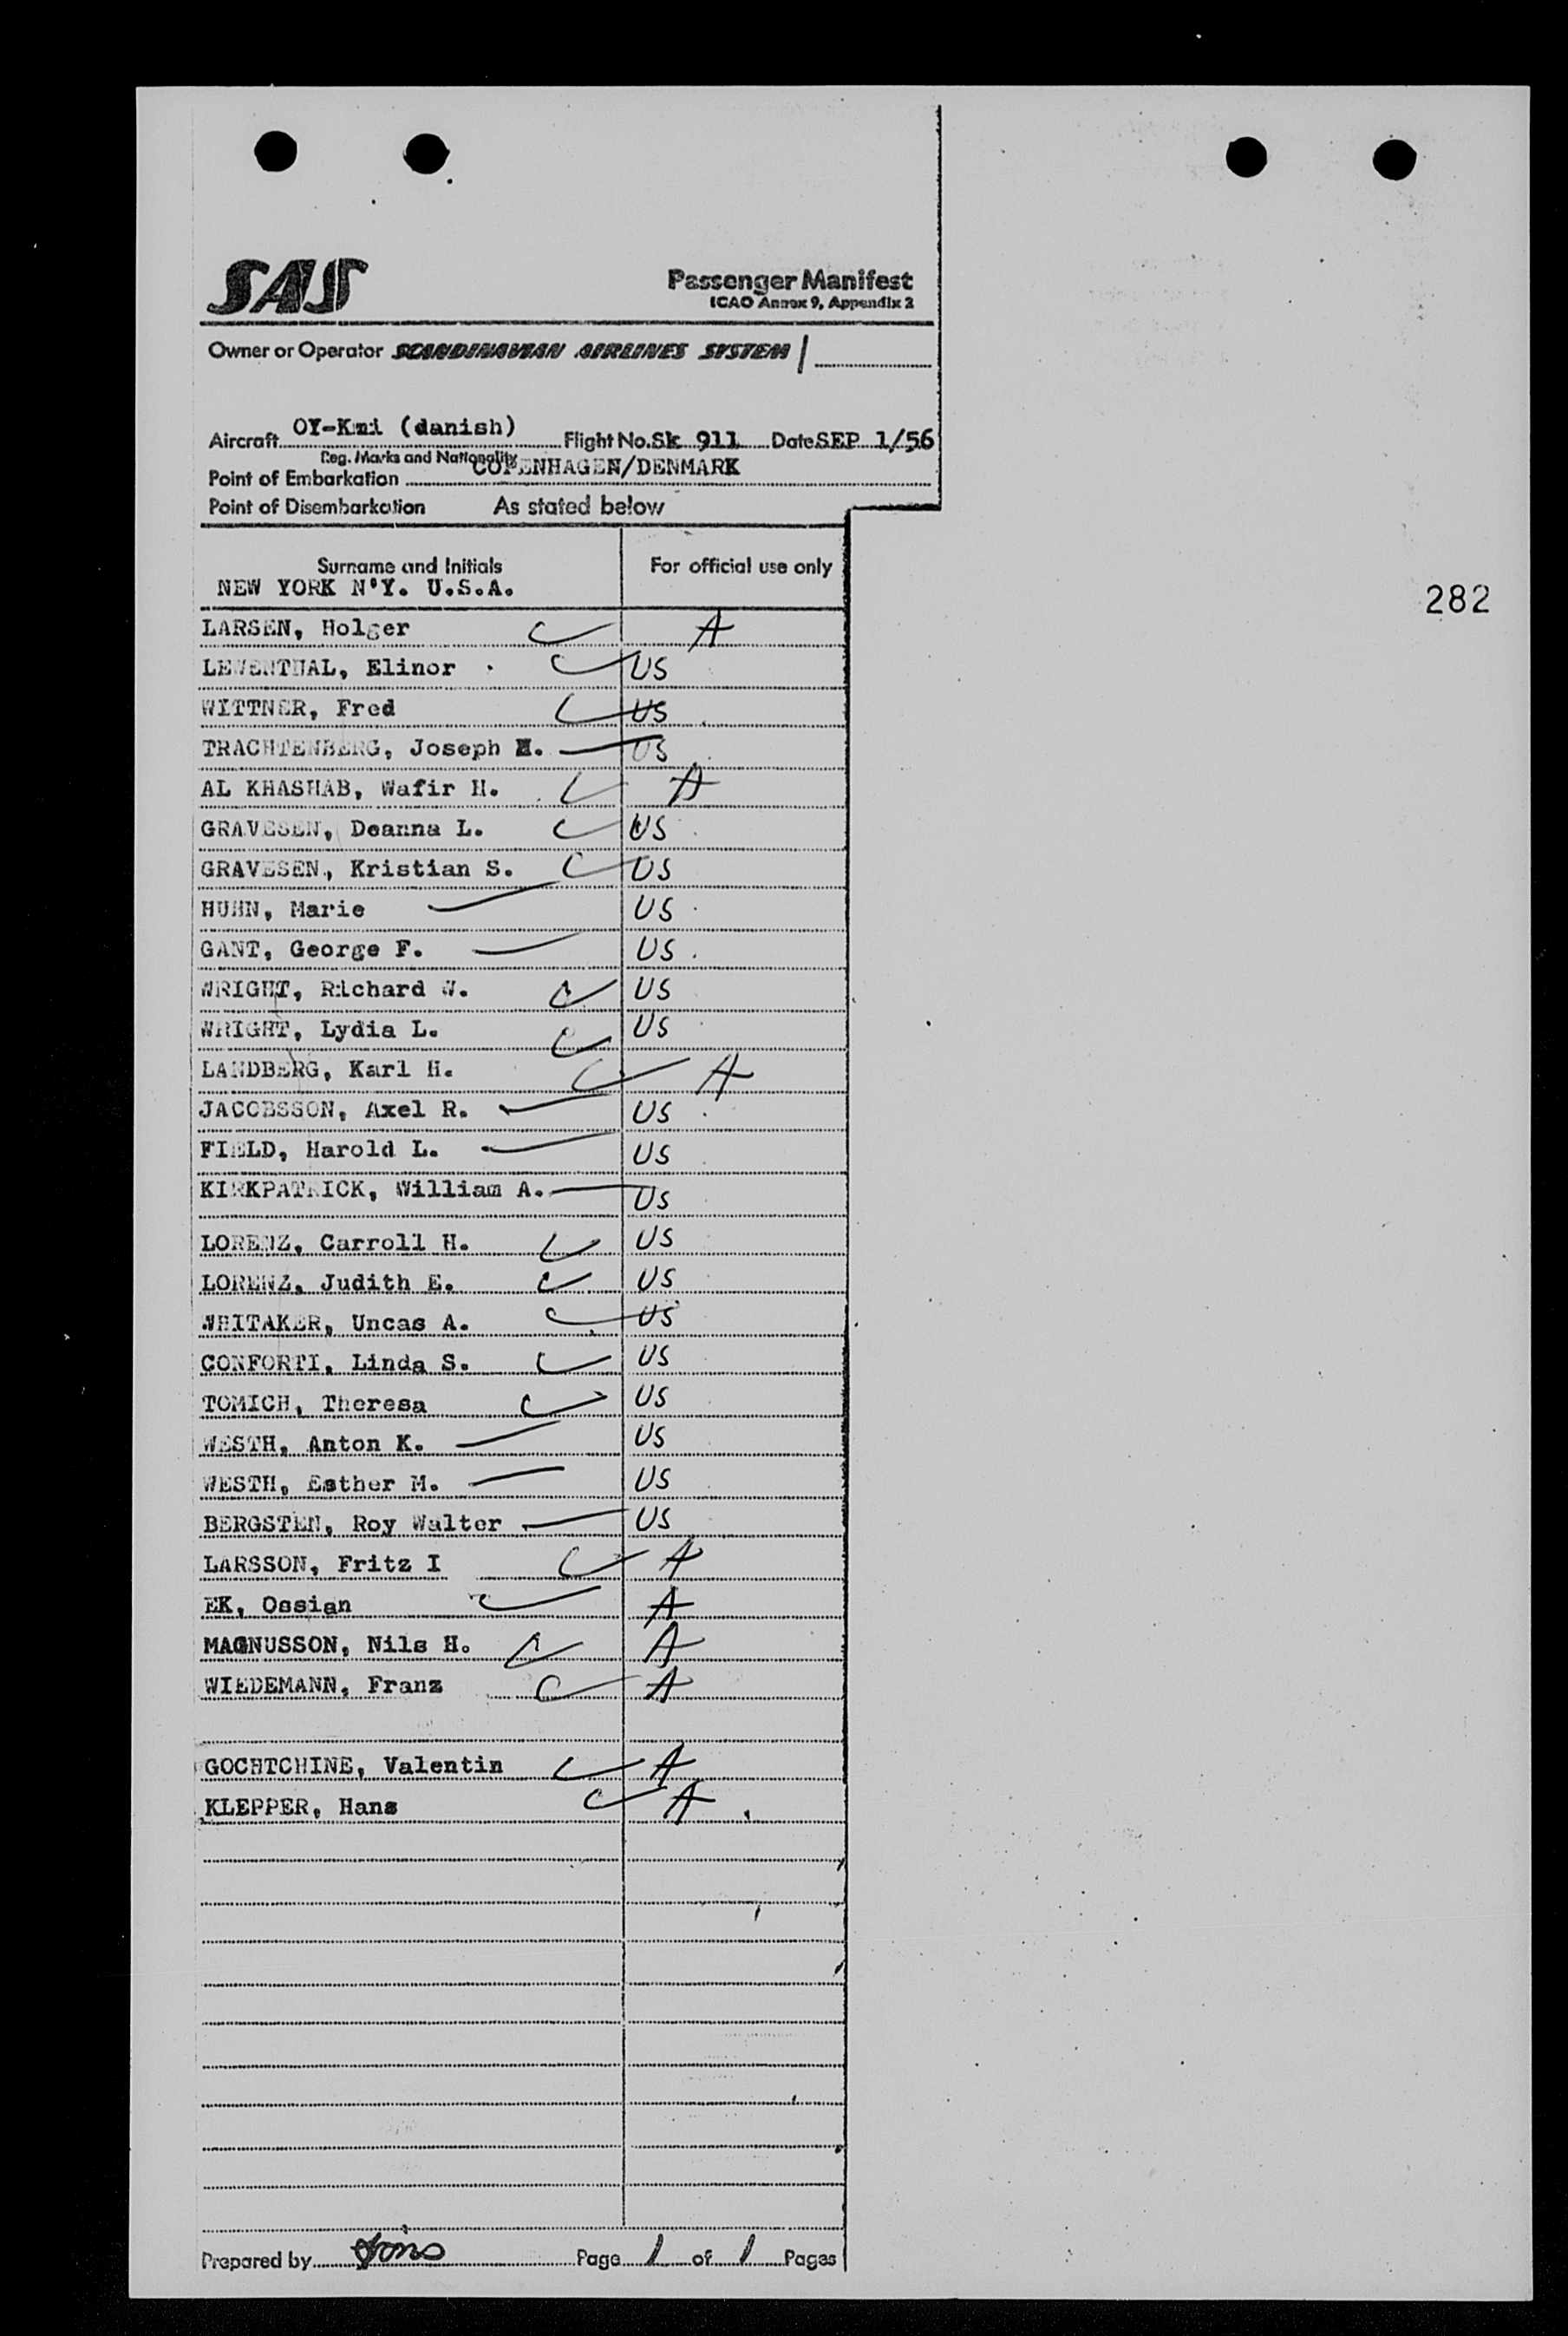 SAS
Passenger Manifest
ICAO Annex 9, Appendix 2
Owner or Operator SCANDINAVIAN AIRLINES SYSTEM
Aircraft OY-Kmi (danish) Flight No. Sk 911 Date SEP 1/56
Reg. Marks and Nationality
Point of Embarkation COPENHAGEN/DENMARK
Point of Disembarkation As stated below
Surname and Initials For official use only
NEW YORK N'Y. U.S.A.
282
LARSEN, Holger A
LEVENTHAL, Elinor US
WITTNER, Fred US
TRACHTENBERG, Joseph H. US
AL KHASHAB, Wafir H. A
GRAVESEN, Deanna L. US
GRAVESEN, Kristian S. US
HUHN, Marie US
GANT, George F. US
WRIGHT, Richard W. US
WRIGHT, Lydia L. US
LANDBERG, Karl H. A
JACOBSSON, Axel R. US
FIELD, Harold L. US
KIRKPATRICK, William A. US
LORENZ, Carroll H. US
LORENZ, Judith E. US
WHITAKER, Uncas A. US
CONFORTI, Linda S. US
TOMICH, Theresa US
WESTH, Anton K. US
WESTH, Esther M. US
BERGSTEN, Roy Walter US
LARSSON, Fritz I A
EK, Ossian A
MAGNUSSON, Nils H. A
WIEDEMANN, Franz A
GOCHTCHINE, Valentin A
KLEPPER, Hans A
Prepared by Page 1 of 1 Pages